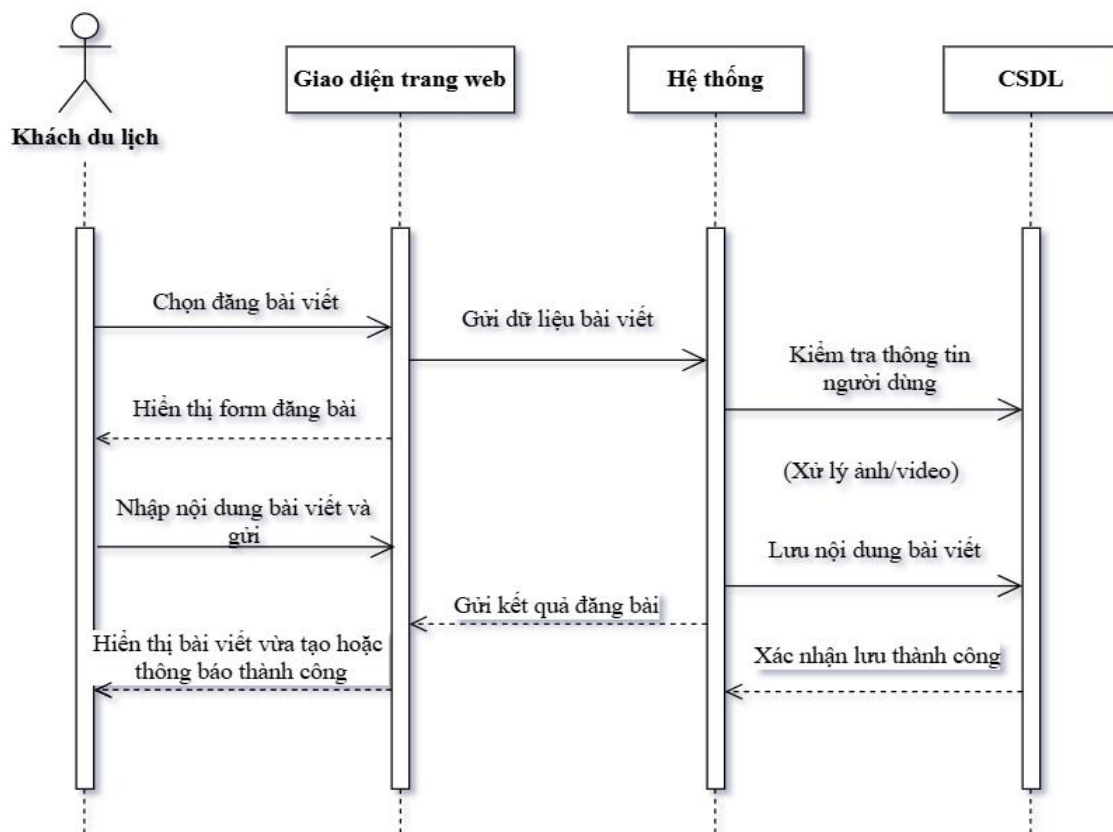 Giao diện trang web
Hệ thống
CSDL
Khách du lịch
Chọn đăng bài viết
Gửi dữ liệu bài viết
Kiểm tra thông tin
người dùng
Hiển thị form đăng bài
(Xử lý ảnh/video)
Nhập nội dung bài viết và
gửi
Lưu nội dung bài viết
Gửi kết quả đăng bài
Hiển thị bài viết vừa tạo hoặc
thông báo thành công
Xác nhận lưu thành công